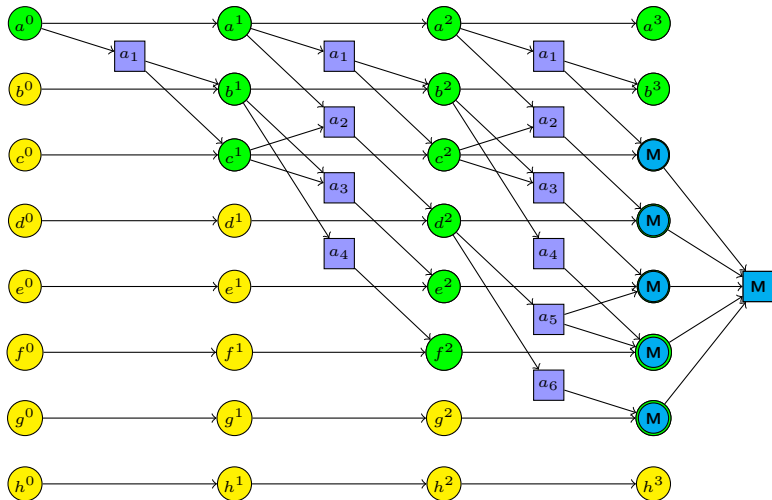 a⁰ a¹ a² a³
a₁ a₁ a₁
b⁰ b¹ b² b³
a₂ a₂
c⁰ c¹ c² M
a₃ a₃
d⁰ d¹ d² M
a₄ a₄
e⁰ e¹ e² M M
a₅
f⁰ f¹ f² M
a₆
g⁰ g¹ g² M
h⁰ h¹ h² h³